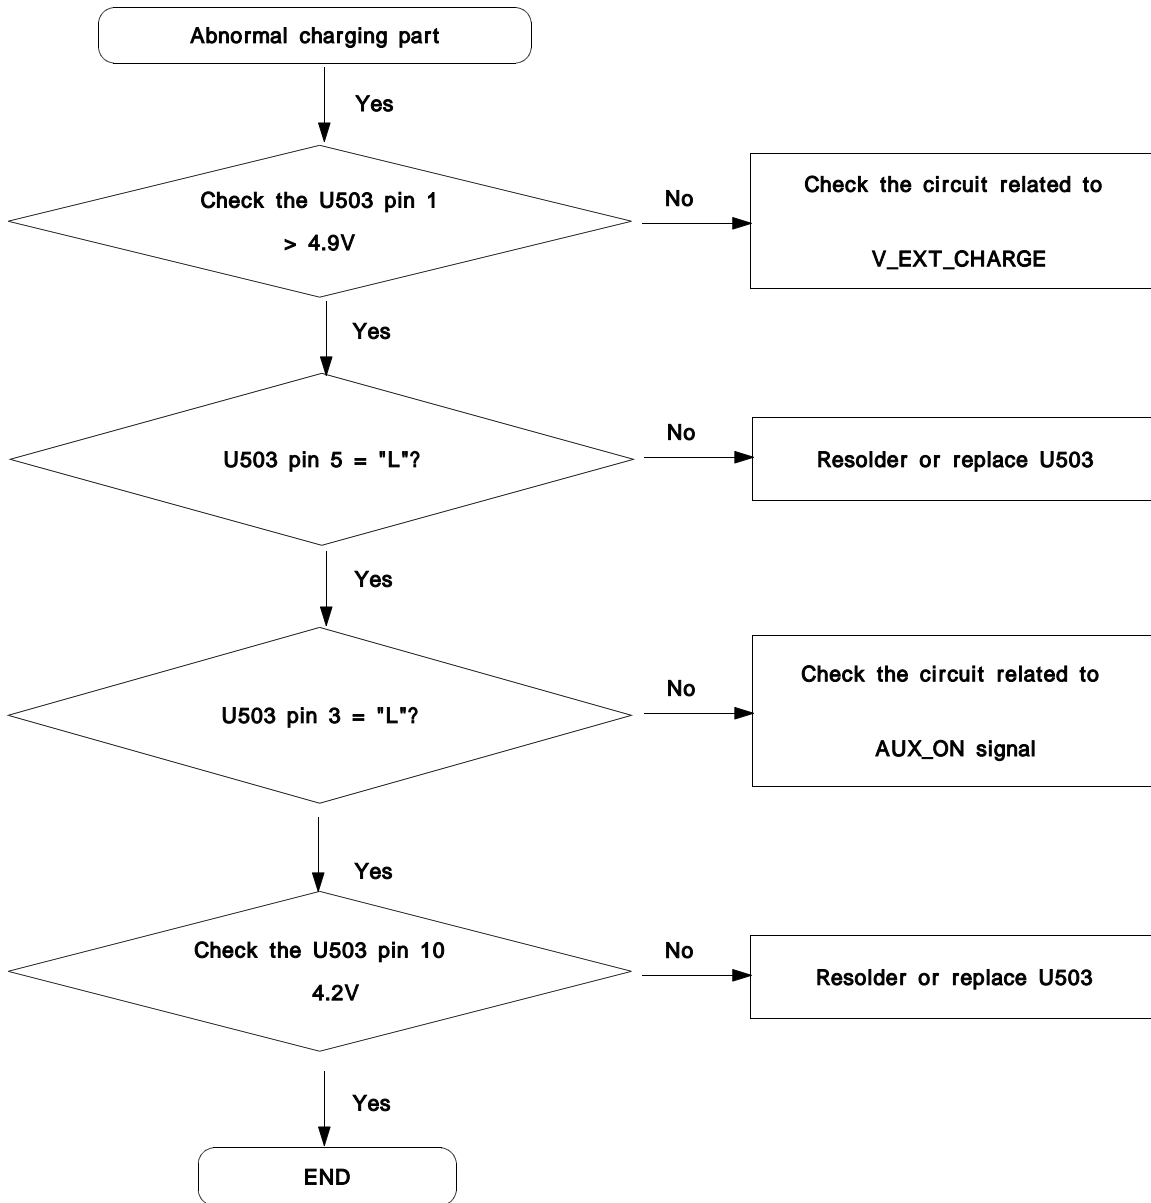 Abnormal charging part
Yes
Check the U503 pin 1
> 4.9V
No
Check the circuit related to
V_EXT_CHARGE
Yes
U503 pin 5 = "L"?
No
Resolder or replace U503
Yes
U503 pin 3 = "L"?
No
Check the circuit related to
AUX_ON signal
Yes
Check the U503 pin 10
4.2V
No
Resolder or replace U503
Yes
END